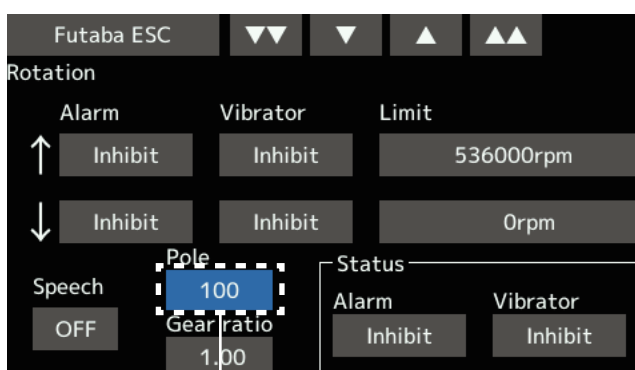 Futaba ESC ▼▼ ▼ ▲ ▲▲
Rotation
Alarm Vibrator Limit
↑ Inhibit Inhibit 536000rpm
↓ Inhibit Inhibit 0rpm
Pole Status
Speech 100 Alarm Vibrator
OFF Gear ratio Inhibit Inhibit
1.00